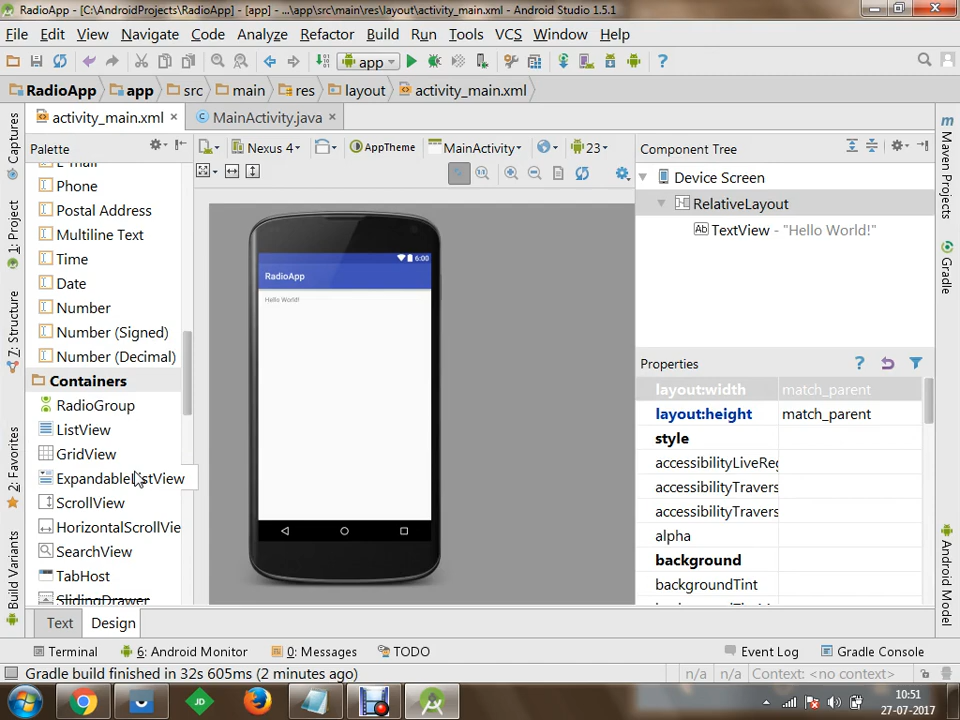 RadioApp - [C:\AndroidProjects\RadioApp] - [app] - ...\app\src\main\res\layout\activity_main.xml - Android Studio 1.5.1
File Edit View Navigate Code Analyze Refactor Build Run Tools VCS Window Help
app
RadioApp app src main res layout activity_main.xml
activity_main.xml MainActivity.java
Captures
1: Project
7: Structure
2: Favorites
Build Variants
Palette
E-mail
Phone
Postal Address
Multiline Text
Time
Date
Number
Number (Signed)
Number (Decimal)
Containers
RadioGroup
ListView
GridView
ExpandableListView
ScrollView
HorizontalScrollVie
SearchView
TabHost
SlidingDrawer
Text Design
Nexus 4 AppTheme MainActivity 23
6:00
RadioApp
Hello World!
Component Tree
Device Screen
RelativeLayout
Ab TextView - "Hello World!"
Properties
layout:width match_parent
layout:height match_parent
style
accessibilityLiveReg
accessibilityTravers
accessibilityTravers
alpha
background
backgroundTint
Maven Projects
Gradle
Android Model
Terminal 6: Android Monitor 0: Messages TODO Event Log Gradle Console
Gradle build finished in 32s 605ms (2 minutes ago) n/a n/a Context: <no context>
JD
10:51
27-07-2017